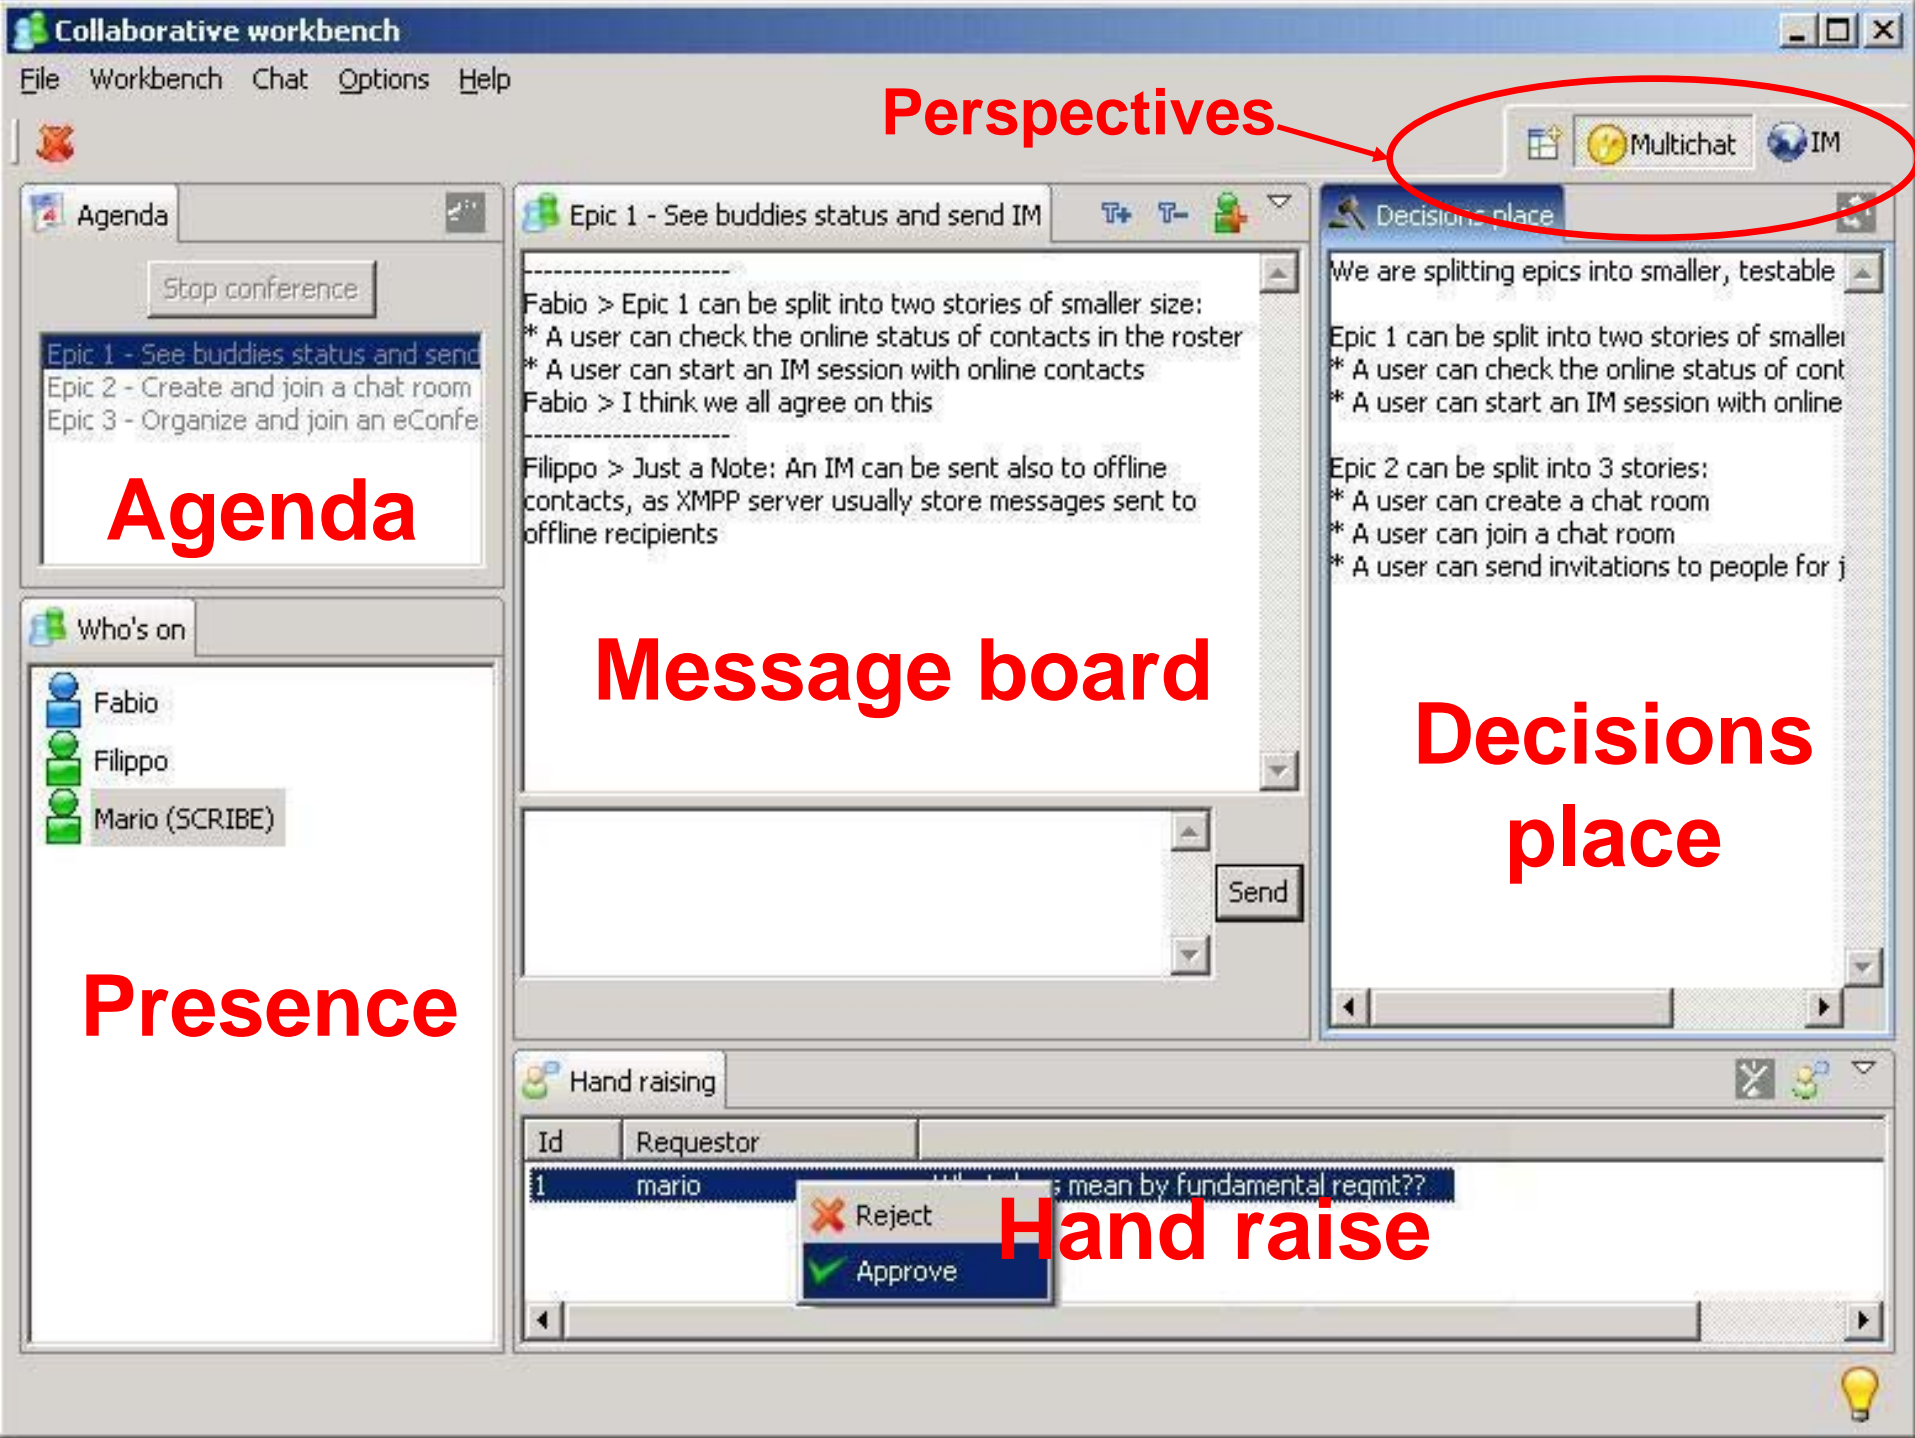 Collaborative workbench
File Workbench Chat Options Help
Perspectives
Multichat IM
Agenda
Stop conference
Epic 1 - See buddies status and send
Epic 2 - Create and join a chat room
Epic 3 - Organize and join an eConfe
Agenda
Who's on
Fabio
Filippo
Mario (SCRIBE)
Presence
Epic 1 - See buddies status and send IM
--------------------
Fabio > Epic 1 can be split into two stories of smaller size:
* A user can check the online status of contacts in the roster
* A user can start an IM session with online contacts
Fabio > I think we all agree on this
--------------------
Filippo > Just a Note: An IM can be sent also to offline
contacts, as XMPP server usually store messages sent to
offline recipients
Message board
Send
Decisions place
We are splitting epics into smaller, testable
Epic 1 can be split into two stories of smaller
* A user can check the online status of cont
* A user can start an IM session with online
Epic 2 can be split into 3 stories:
* A user can create a chat room
* A user can join a chat room
* A user can send invitations to people for j
Decisions
place
Hand raising
Id Requestor
1 mario mean by fundamental reqmt??
Reject
Approve
Hand raise